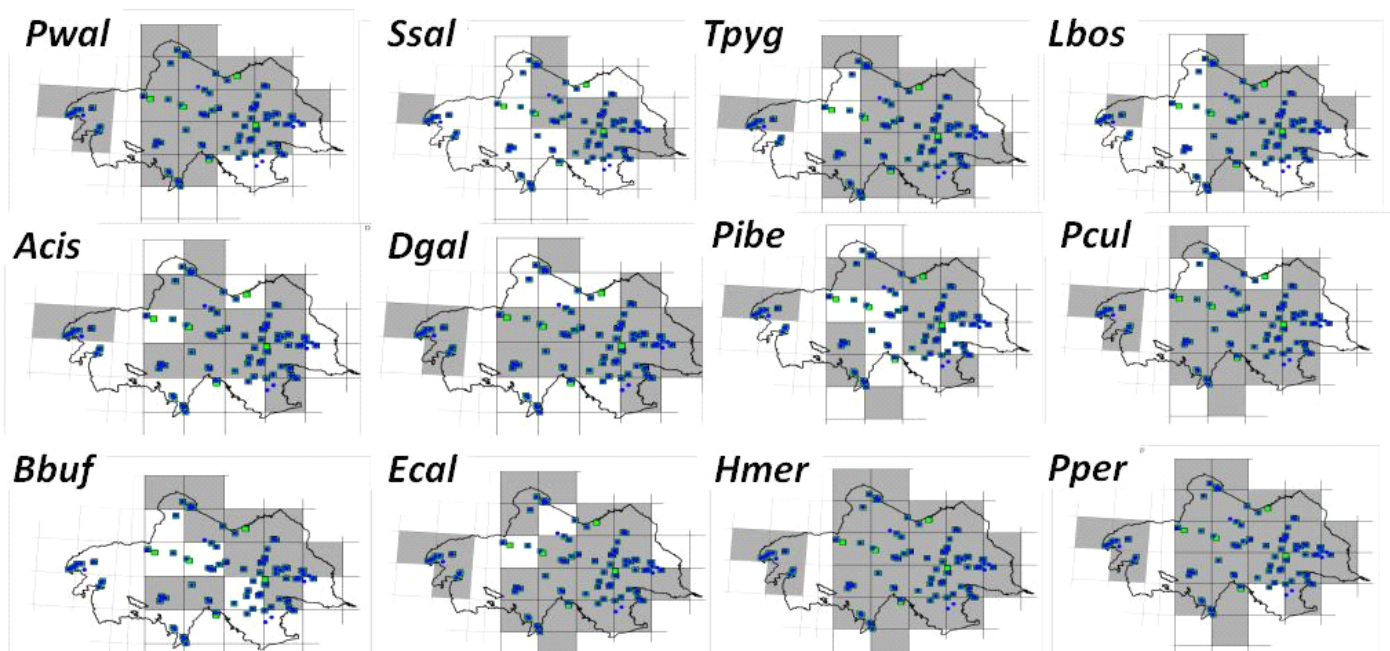 Pwal
Ssal
Tpyg
Lbos
Acis
Dgal
Pibe
Pcul
Bbuf
Ecal
Hmer
Pper